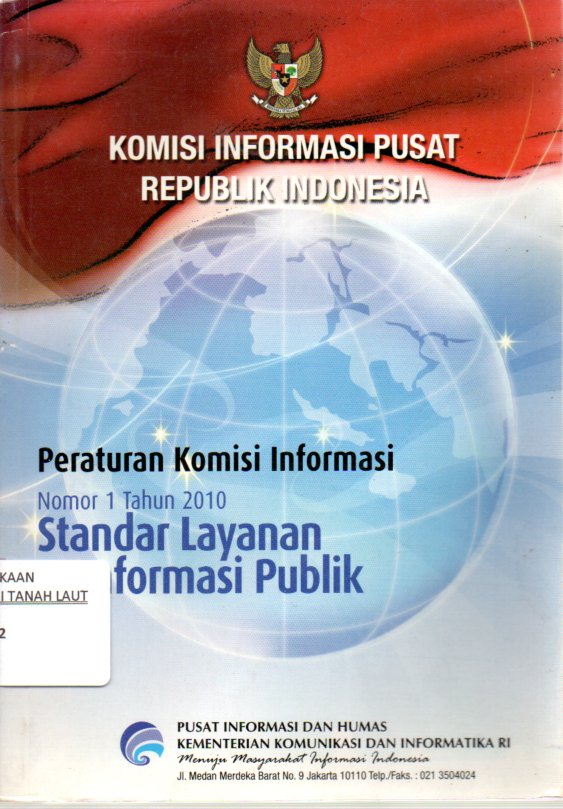 KOMISI INFORMASI PUSAT
REPUBLIK INDONESIA
Peraturan Komisi Informasi
Nomor 1 Tahun 2010
Standar Layanan
formasi Publik
KAAN
I TANAH LAUT
2
PUSAT INFORMASI DAN HUMAS
KEMENTERIAN KOMUNIKASI DAN INFORMATIKA RI
Menuju Masyarakat Informasi Indonesia
Jl. Medan Merdeka Barat No. 9 Jakarta 10110 Telp./Faks. : 021 3504024